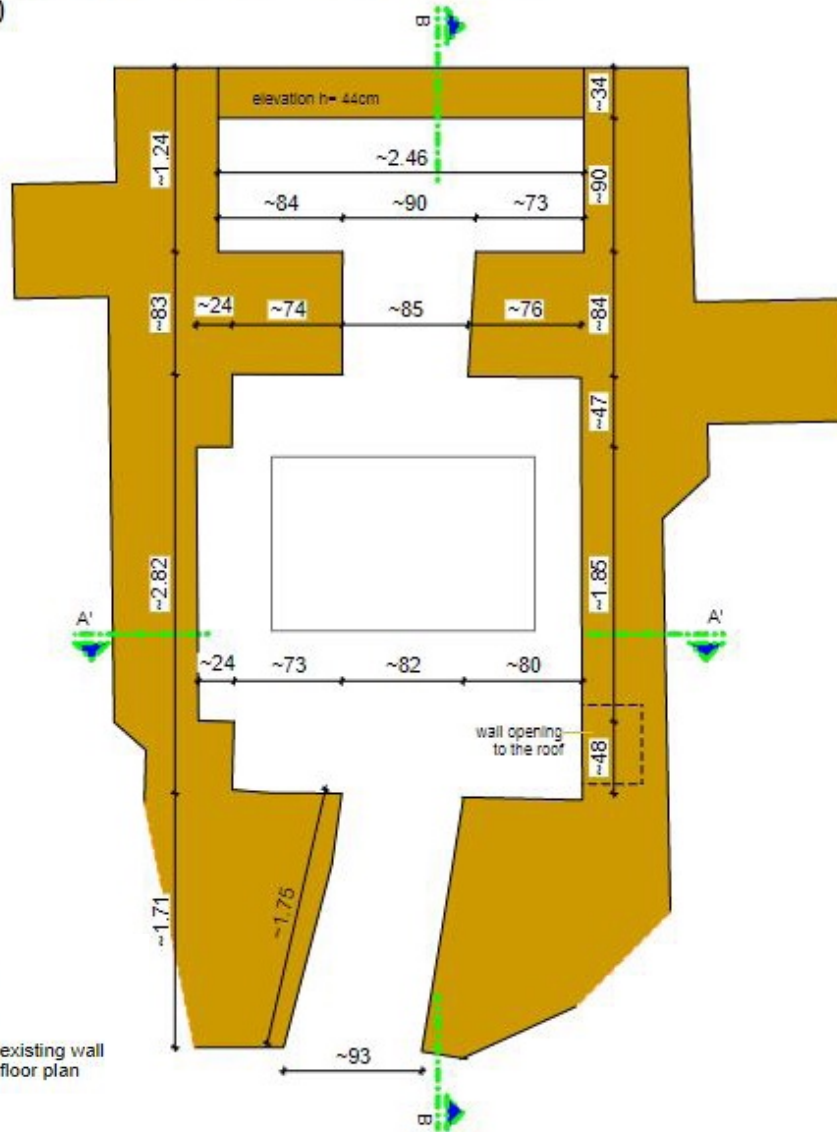 )
B
elevation h= 44cm
~34
~1.24
~2.46
~90
~84 ~90 ~73
~83
~24 ~74 ~85 ~76
~84
~47
~2.82
~1.85
A' A'
~24 ~73 ~82 ~80
wall opening
to the roof
~48
~1.75
~1.71
existing wall
floor plan
~93
B